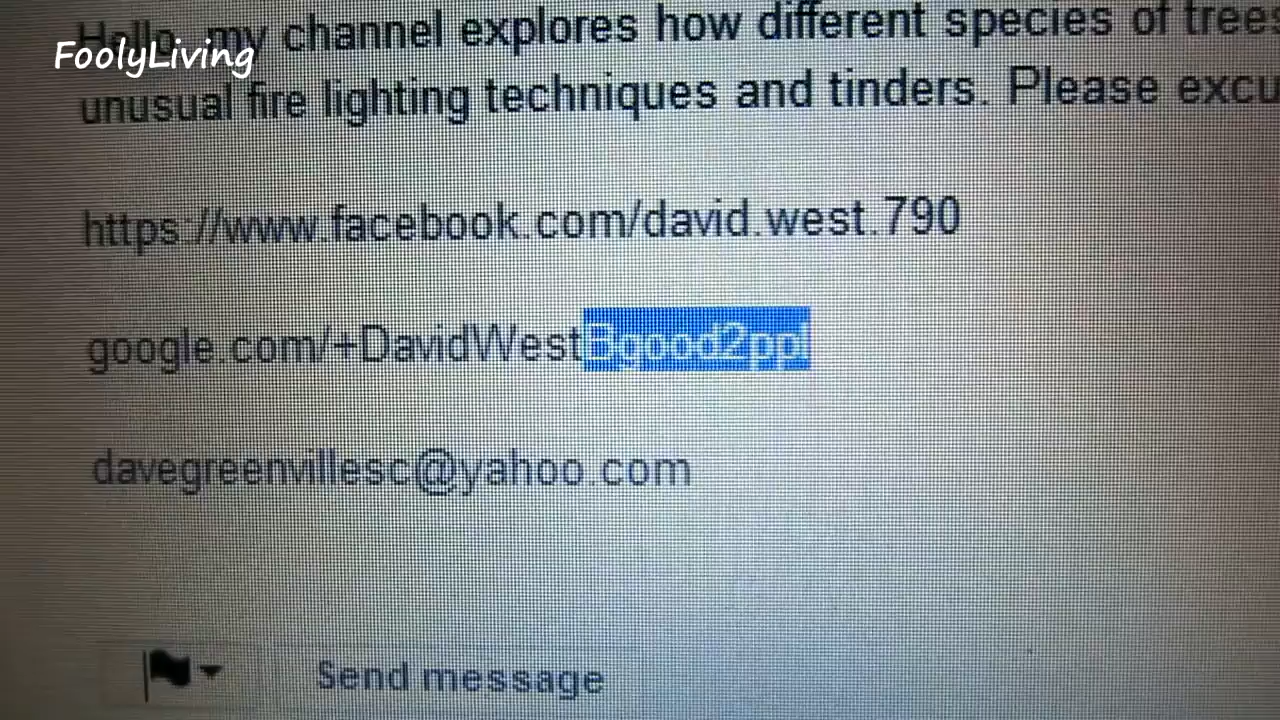 Hello, my channel explores how different species of trees
FoolyLiving
unusual fire lighting techniques and tinders. Please
https://www.facebook.com/david.west.790
google.com/+DavidWestBgood2ppl
davegreenvillesc@yahoo.com
Send message